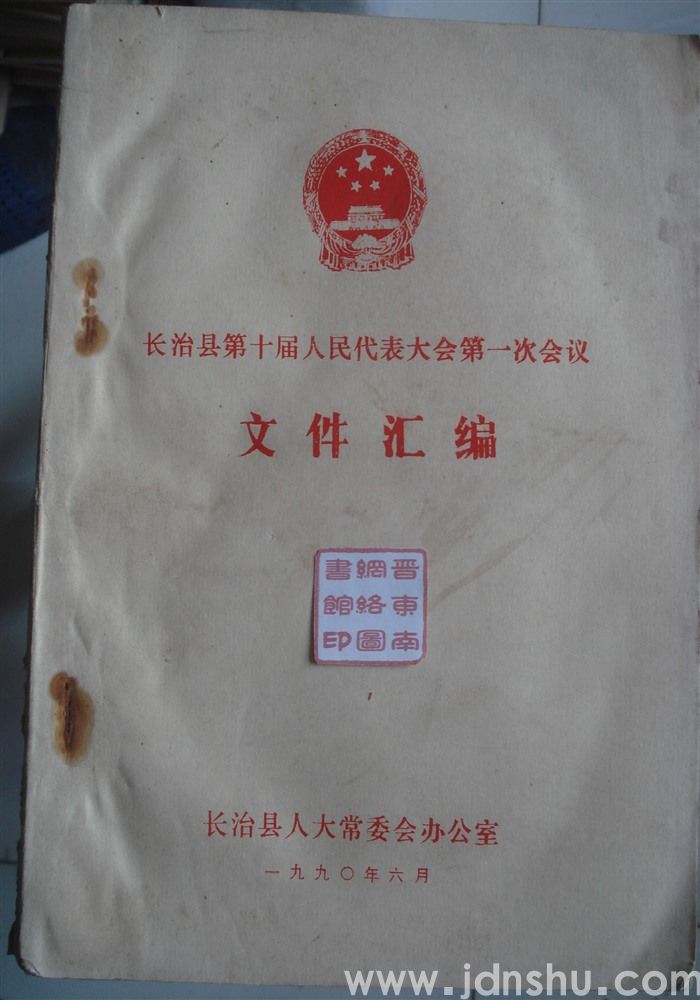 长治县第十届人民代表大会第一次会议
文件汇编
晋東南
網絡圖
書館印
长治县人大常委会办公室
一九九〇年六月
www.jdnshu.com